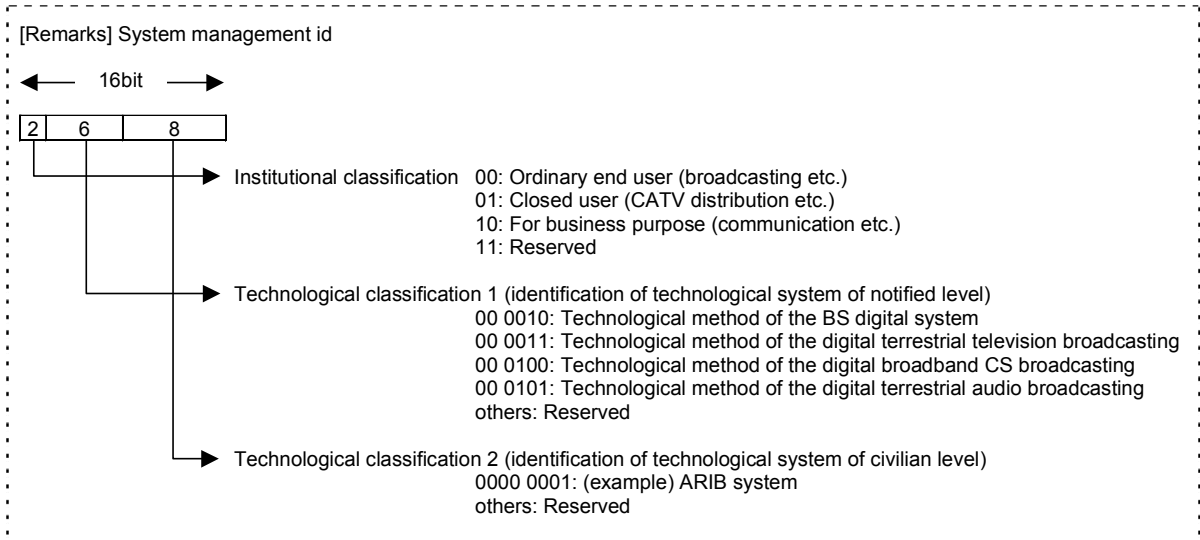 [Remarks] System management id
16bit
2 6 8
Institutional classification 00: Ordinary end user (broadcasting etc.)
01: Closed user (CATV distribution etc.)
10: For business purpose (communication etc.)
11: Reserved
Technological classification 1 (identification of technological system of notified level)
00 0010: Technological method of the BS digital system
00 0011: Technological method of the digital terrestrial television broadcasting
00 0100: Technological method of the digital broadband CS broadcasting
00 0101: Technological method of the digital terrestrial audio broadcasting
others: Reserved
Technological classification 2 (identification of technological system of civilian level)
0000 0001: (example) ARIB system
others: Reserved